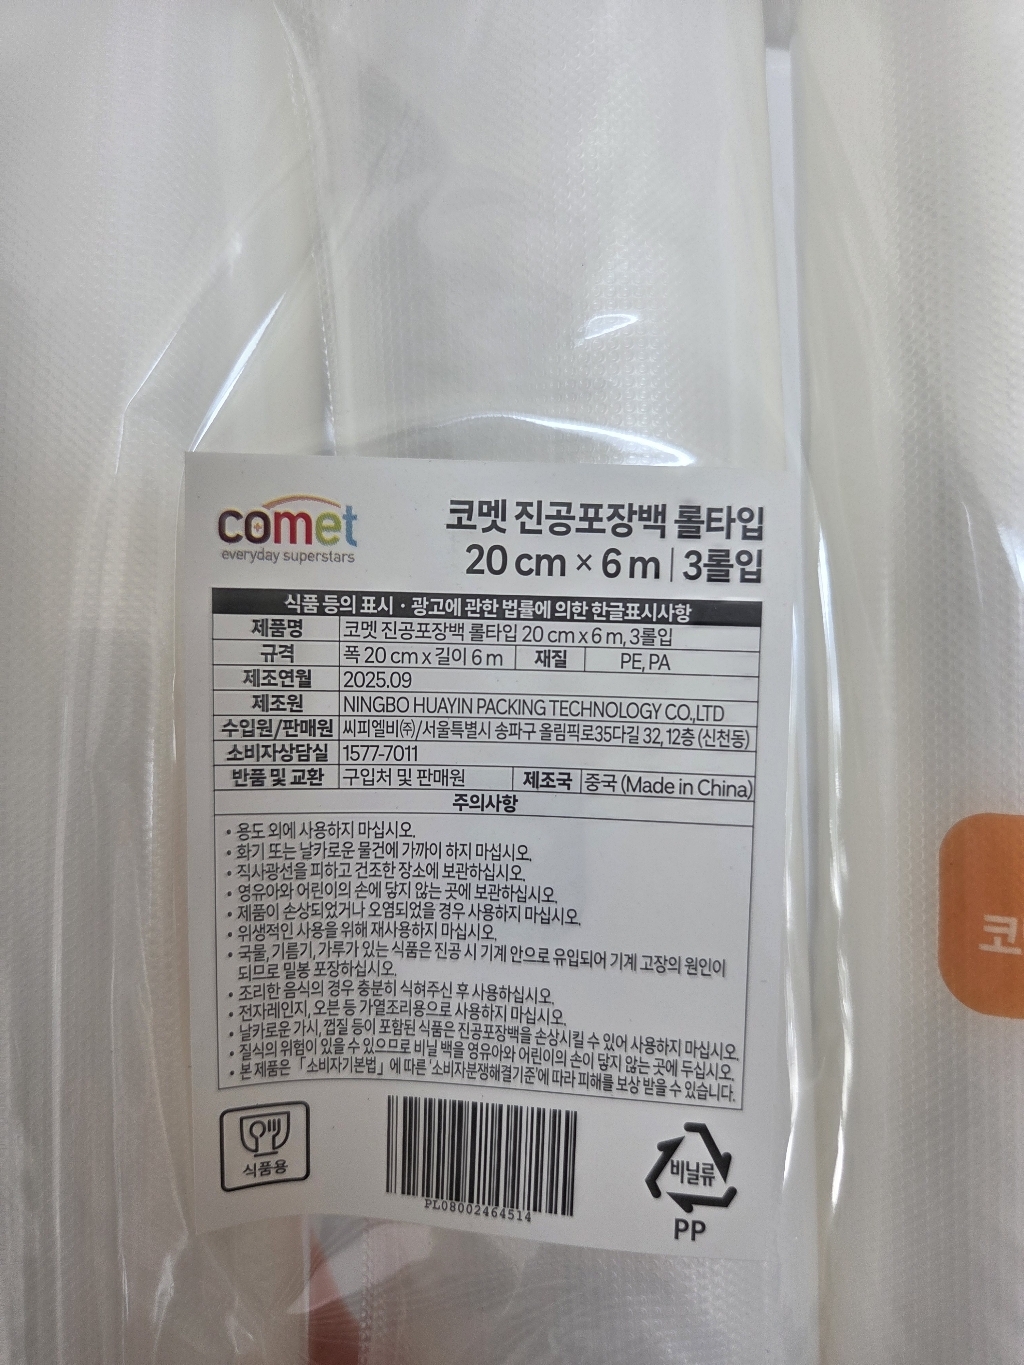 comet
everyday superstars
코멧 진공포장백 롤타입
20 cm × 6 m | 3롤입
식품 등의 표시・광고에 관한 법률에 의한 한글표시사항
제품명 코멧 진공포장백 롤타입 20 cm x 6 m, 3롤입
규격 폭 20 cm x 길이 6 m 재질 PE, PA
제조연월 2025.09
제조원 NINGBO HUAYIN PACKING TECHNOLOGY CO.,LTD
수입원/판매원 씨피엘비㈜/서울특별시 송파구 올림픽로35다길 32, 12층 (신천동)
소비자상담실 1577-7011
반품 및 교환 구입처 및 판매원 제조국 중국 (Made in China)
주의사항
• 용도 외에 사용하지 마십시오.
• 화기 또는 날카로운 물건에 가까이 하지 마십시오.
• 직사광선을 피하고 건조한 장소에 보관하십시오.
• 영유아와 어린이의 손에 닿지 않는 곳에 보관하십시오.
• 제품이 손상되었거나 오염되었을 경우 사용하지 마십시오.
• 위생적인 사용을 위해 재사용하지 마십시오.
• 국물, 기름기, 가루가 있는 식품은 진공 시 기계 안으로 유입되어 기계 고장의 원인이
되므로 밀봉 포장하십시오.
• 조리한 음식의 경우 충분히 식혀주신 후 사용하십시오.
• 전자레인지, 오븐 등 가열조리용으로 사용하지 마십시오.
• 날카로운 가시, 껍질 등이 포함된 식품은 진공포장백을 손상시킬 수 있어 사용하지 마십시오.
• 질식의 위험이 있을 수 있으므로 비닐 백을 영유아와 어린이의 손이 닿지 않는 곳에 두십시오.
• 본 제품은 「소비자기본법」에 따른 '소비자분쟁해결기준'에 따라 피해를 보상 받을 수 있습니다.
식품용
PL08002464514
비닐류
PP
코